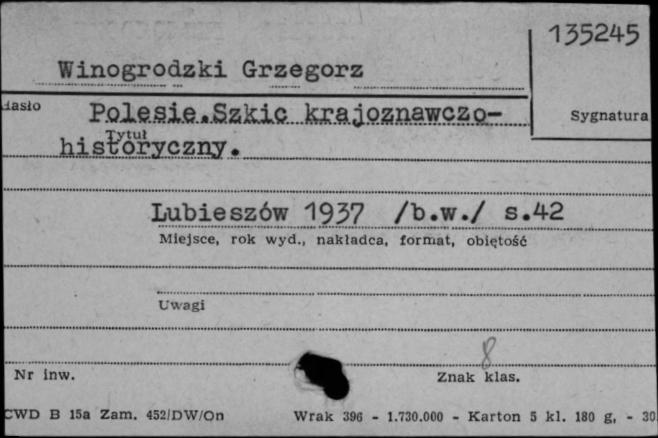 135245
Winogrodzki Grzegorz
Hasło
Polesie.Szkic krajoznawczo-
Sygnatura
Tytuł
historyczny.
Lubieszów 1937 /b.w./ s.42
Miejsce, rok wyd., nakładca, format, objętość
Uwagi
8
Nr inw.
Znak klas.
CWD B 15a Zam. 452/DW/On Wrak 396 - 1.730.000 - Karton 5 kl. 180 g. - 30